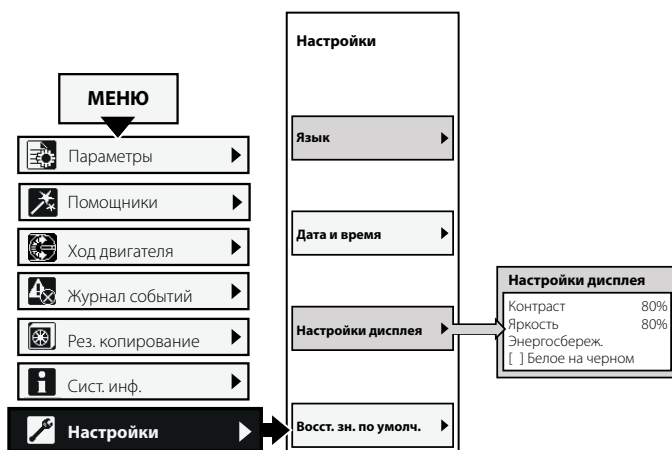 МЕНЮ
Параметры
Помощники
Ход двигателя
Журнал событий
Рез. копирование
Сист. инф.
Настройки
Настройки
Язык
Дата и время
Настройки дисплея
Восст. зн. по умолч.
Настройки дисплея
Контраст 80%
Яркость 80%
Энергосбереж.
[ ] Белое на черном